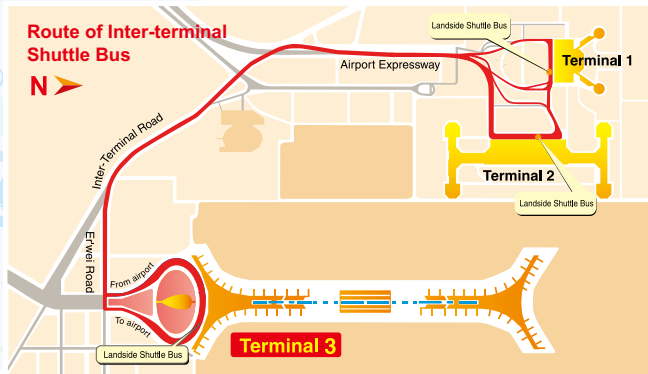 Route of Inter-terminal
Shuttle Bus
N
Landside Shuttle Bus
Terminal 1
Airport Expressway
Inter-Terminal Road
Terminal 2
Landside Shuttle Bus
Er'wei Road
From airport
To airport
Landside Shuttle Bus
Terminal 3